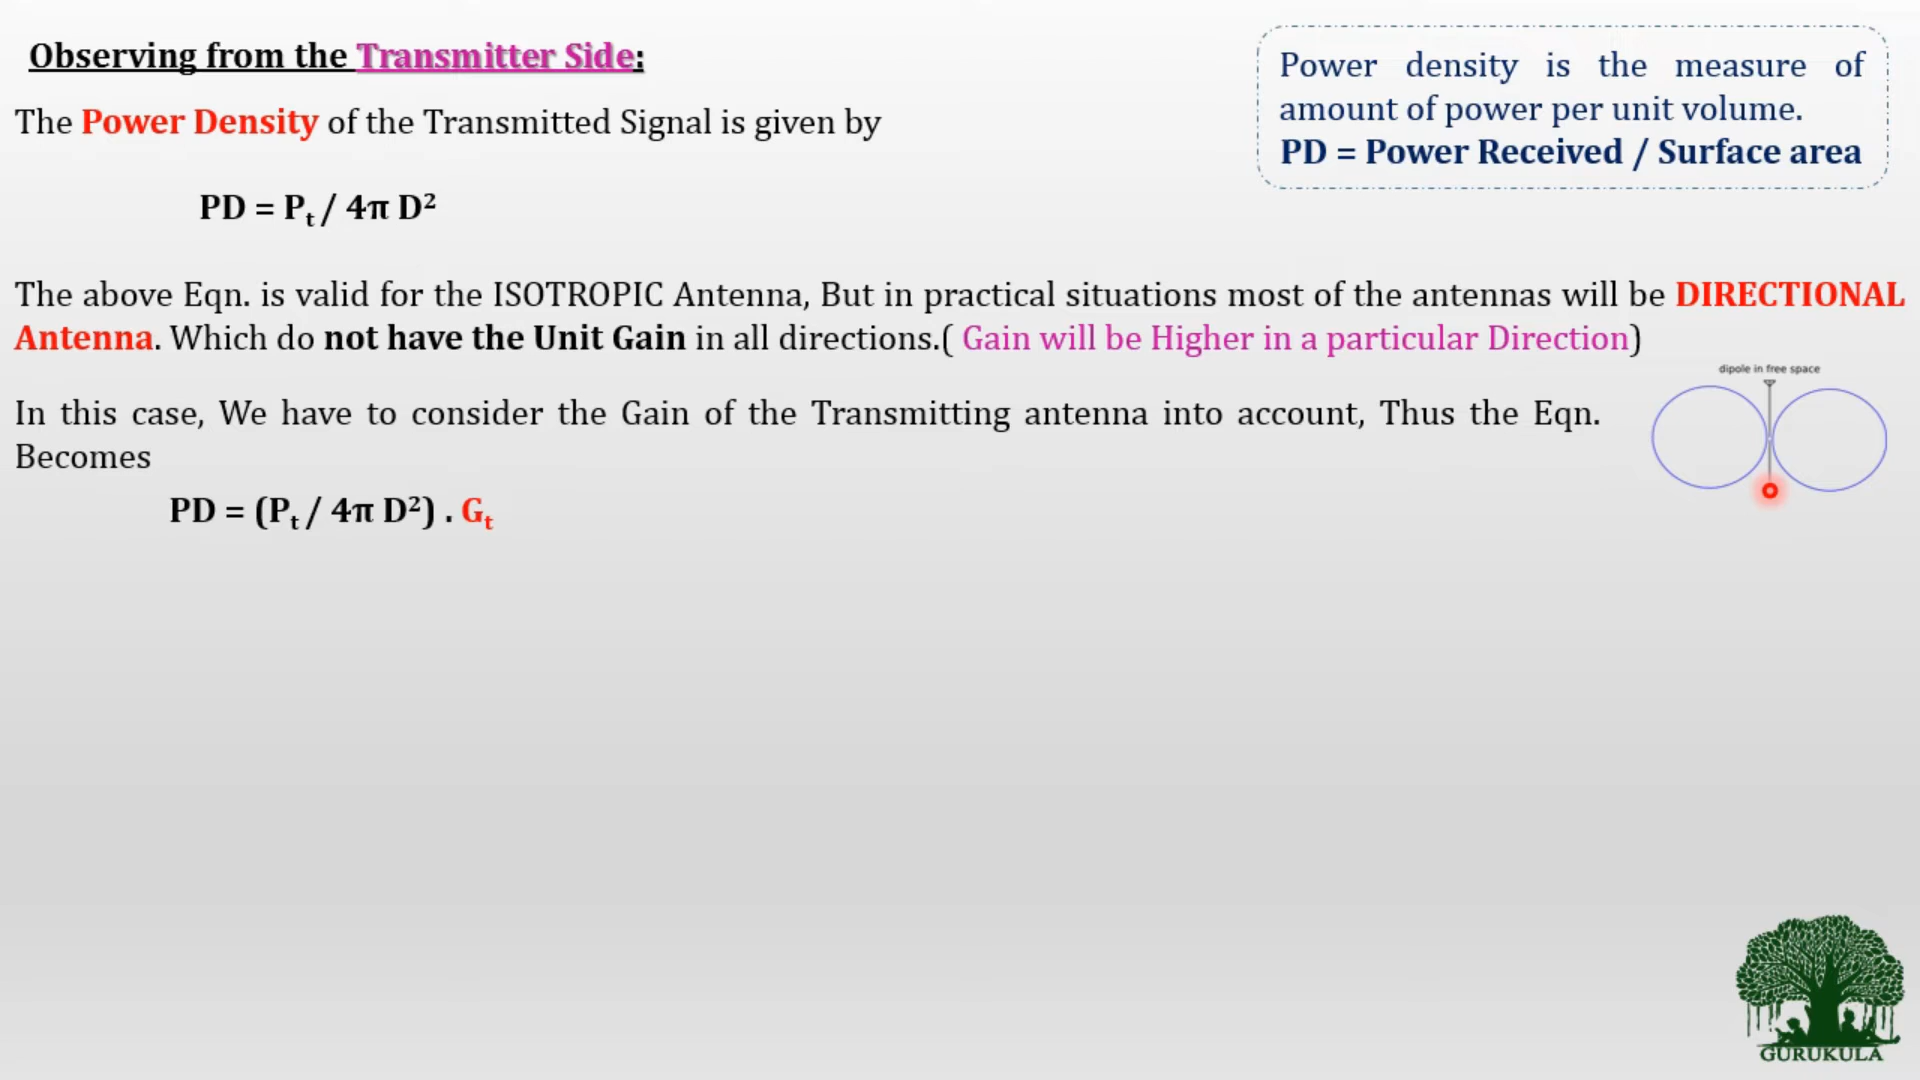 Observing from the Transmitter Side:
Power density is the measure of
amount of power per unit volume.
PD = Power Received / Surface area
The Power Density of the Transmitted Signal is given by
PD = Pₜ / 4π D²
The above Eqn. is valid for the ISOTROPIC Antenna, But in practical situations most of the antennas will be DIRECTIONAL
Antenna. Which do not have the Unit Gain in all directions.( Gain will be Higher in a particular Direction)
dipole in free space
In this case, We have to consider the Gain of the Transmitting antenna into account, Thus the Eqn.
Becomes
PD = (Pₜ / 4π D²) . Gₜ
GURUKULA